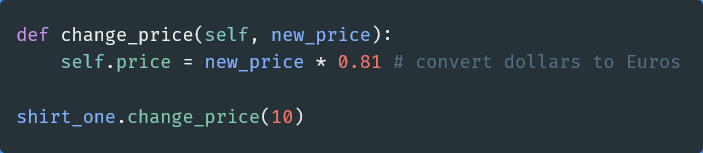 def change_price(self, new_price):
    self.price = new_price * 0.81 # convert dollars to Euros
shirt_one.change_price(10)